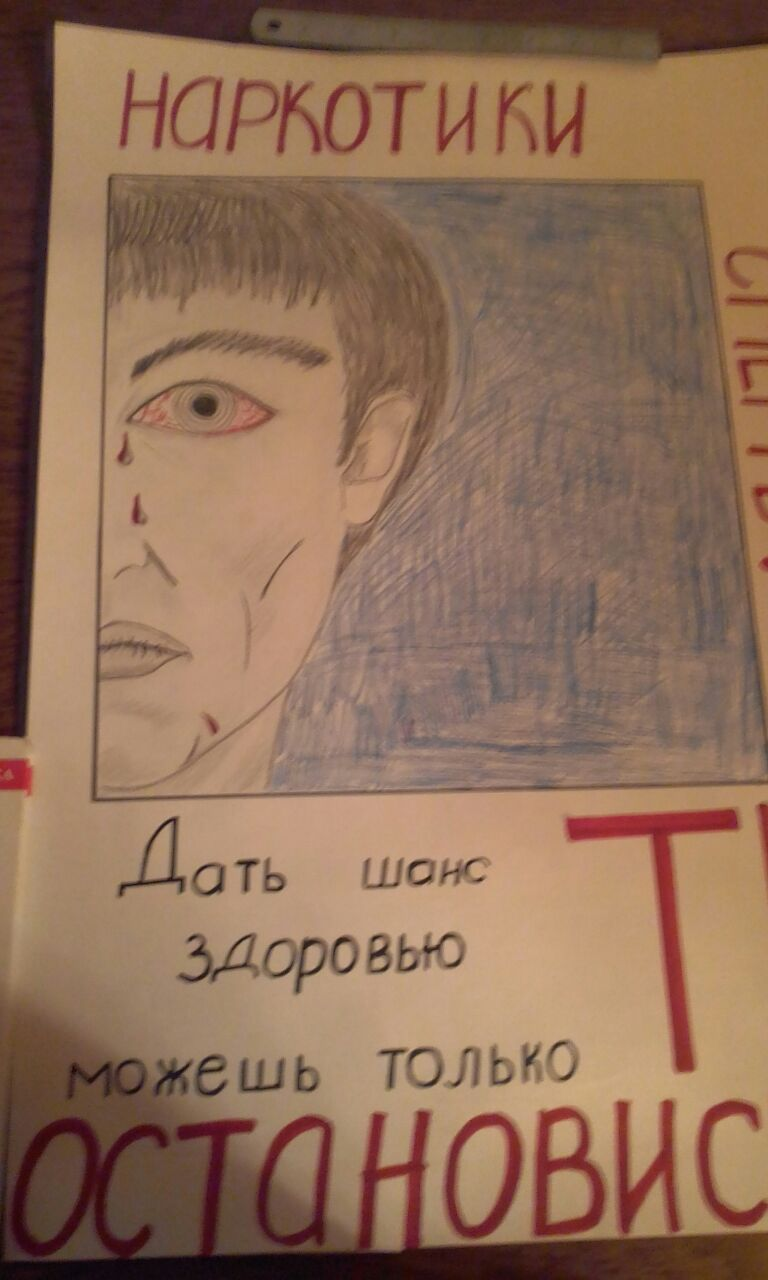 НАРКОТИКИ
Дать шанс
здоровью
можешь только
Т
ОСТАНОВИС